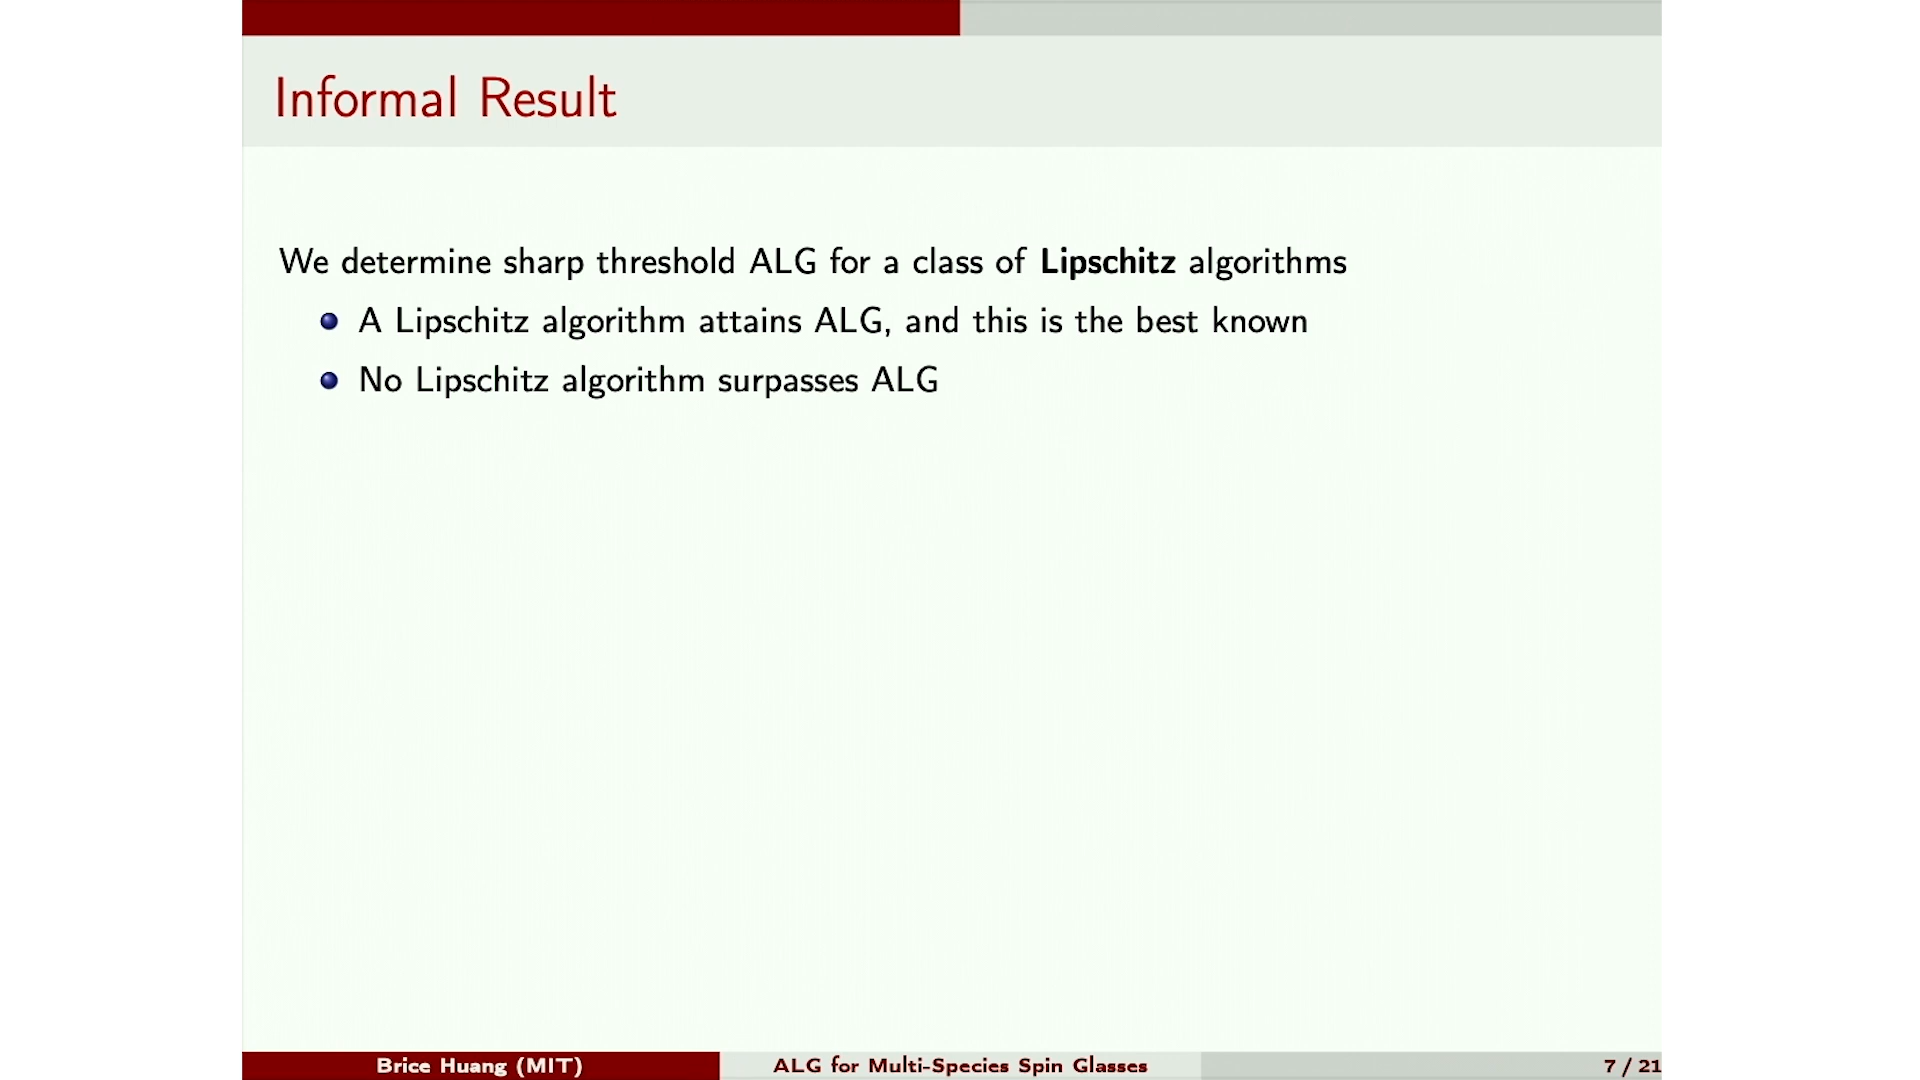 Informal Result
We determine sharp threshold ALG for a class of Lipschitz algorithms
A Lipschitz algorithm attains ALG, and this is the best known
No Lipschitz algorithm surpasses ALG
Brice Huang (MIT)
ALG for Multi-Species Spin Glasses
7 / 21